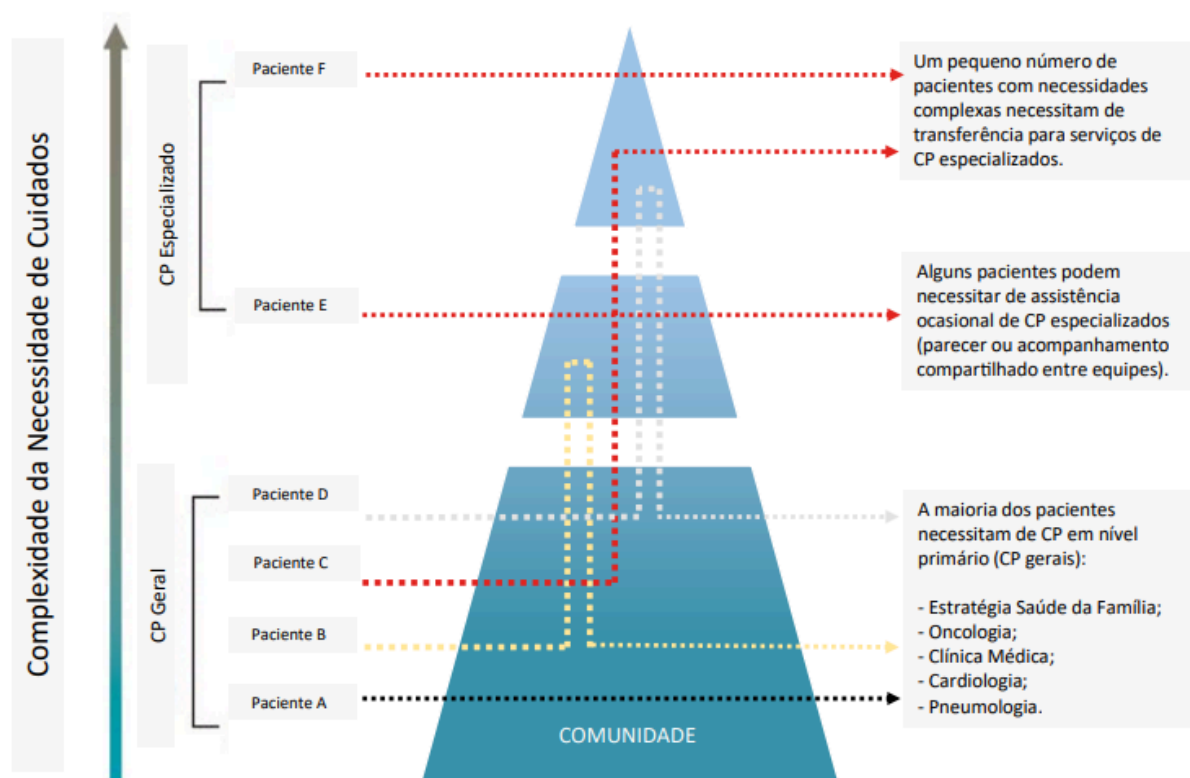 Complexidade da Necessidade de Cuidados
CP Especializado
Paciente F
Um pequeno número de
pacientes com necessidades
complexas necessitam de
transferência para serviços de
CP especializados.
Paciente E
Alguns pacientes podem
necessitar de assistência
ocasional de CP especializados
(parecer ou acompanhamento
compartilhado entre equipes).
CP Geral
Paciente D
Paciente C
Paciente B
Paciente A
A maioria dos pacientes
necessitam de CP em nível
primário (CP gerais):
- Estratégia Saúde da Família;
- Oncologia;
- Clínica Médica;
- Cardiologia;
- Pneumologia.
COMUNIDADE